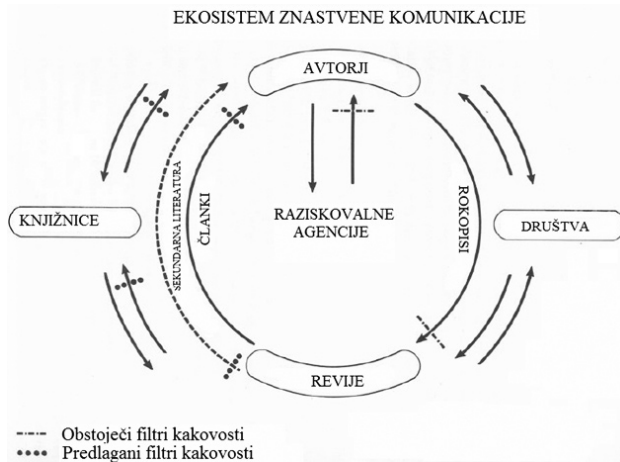 EKOSISTEM ZNASTVENE KOMUNIKACIJE
AVTORJI
KNJIŽNICE
SEKUNDARNA LITERATURA
ČLANKI
RAZISKOVALNE
AGENCIJE
ROKOPISI
DRUŠTVA
REVIJE
Obstoječi filtri kakovosti
Predlagani filtri kakovosti